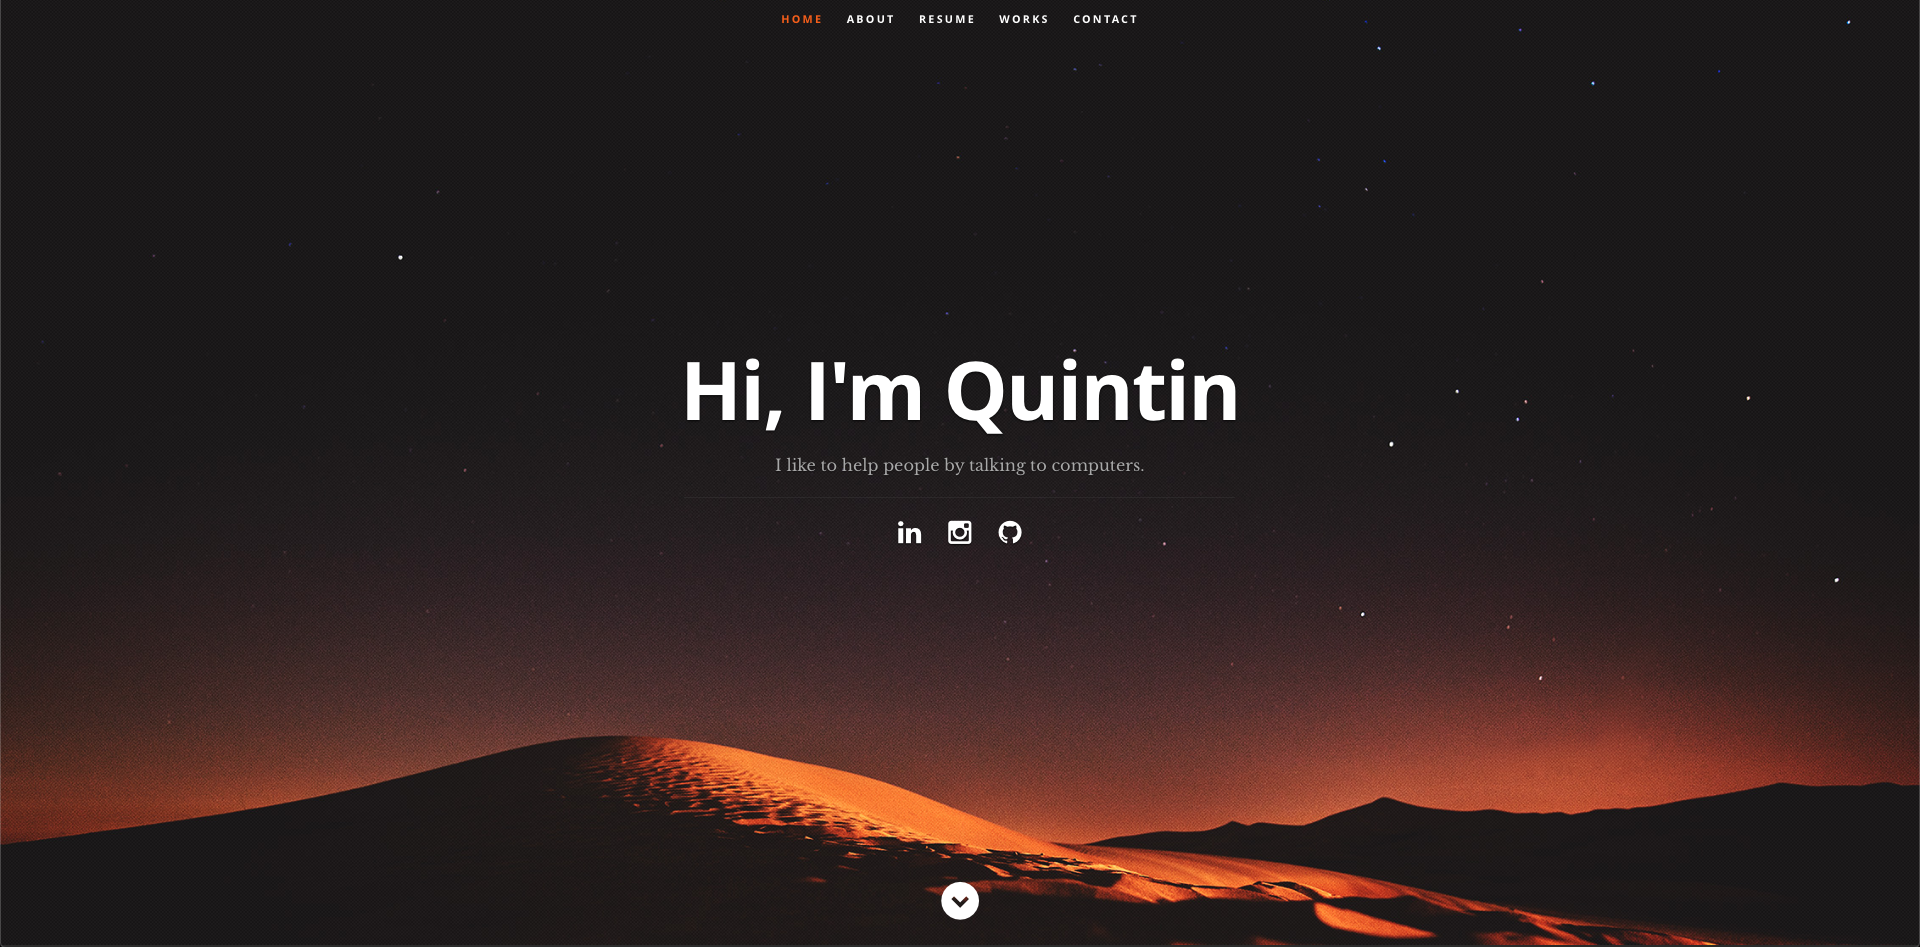 HOME ABOUT RESUME WORKS CONTACT
Hi, I'm Quintin
I like to help people by talking to computers.
in